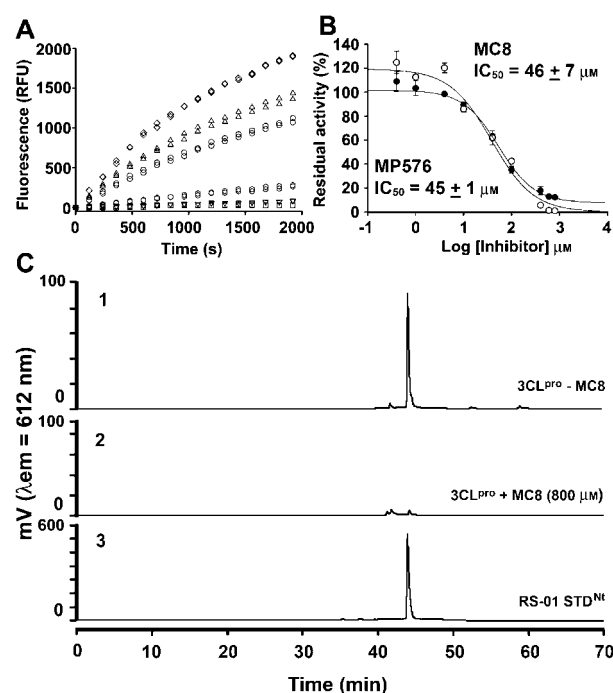 A
Fluorescence (RFU)
2000
1500
1000
500
0
0 500 1000 1500 2000
Time (s)
B
Residual activity (%)
140
120
100
80
60
40
20
0
-1 0 1 2 3 4
Log [Inhibitor] μM
MC8
IC50 = 46 ± 7 μM
MP576
IC50 = 45 ± 1 μM
C
mV (λem = 612 nm)
100
0
1
3CLpro - MC8
100
0
2
3CLpro + MC8 (800 μM)
600
0
3
RS-01 STDNt
0 10 20 30 40 50 60 70
Time (min)